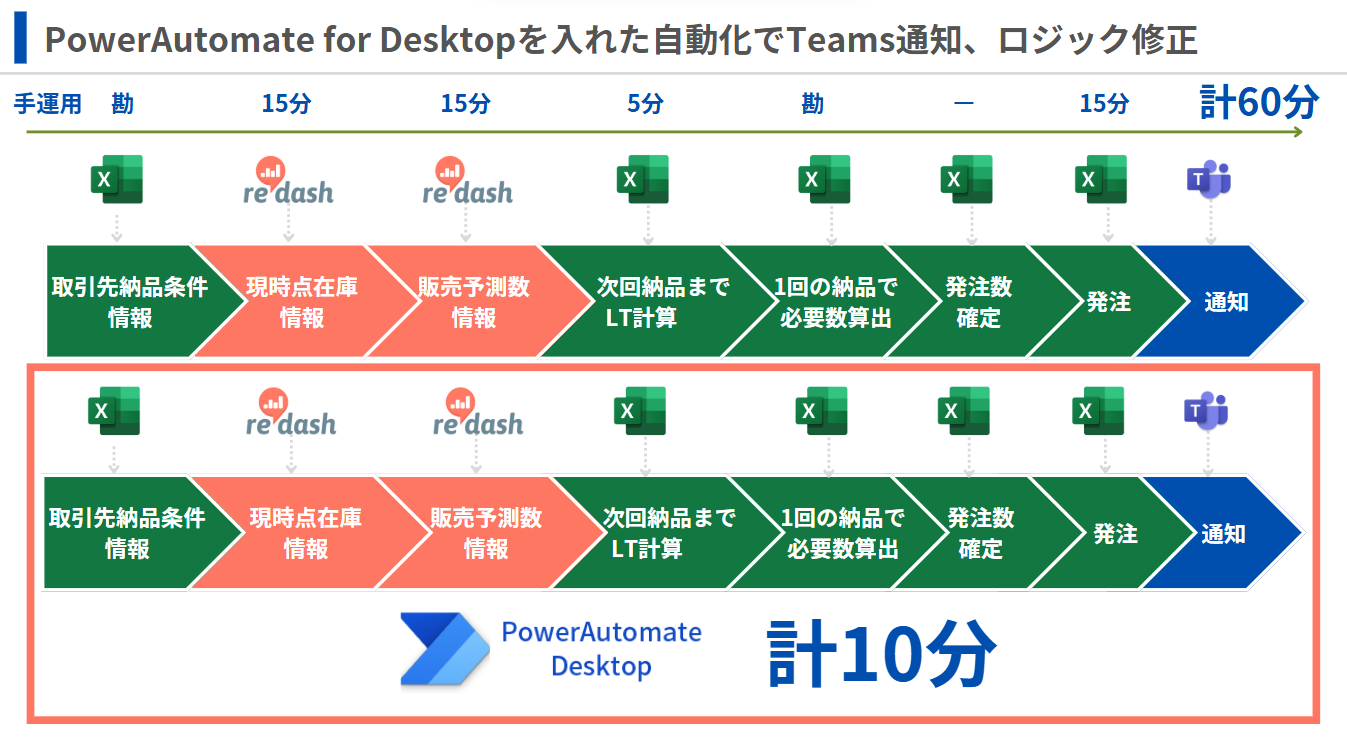 PowerAutomate for Desktopを入れた自動化でTeams通知、ロジック修正
手運用 勘 15分 15分 5分 勘 ー 15分 計60分
X re:dash re:dash X X X X T
取引先納品条件
情報
現時点在庫
情報
販売予測数
情報
次回納品まで
LT計算
1回の納品で
必要数算出
発注数
確定
発注
通知
X re:dash re:dash X X X X T
取引先納品条件
情報
現時点在庫
情報
販売予測数
情報
次回納品まで
LT計算
1回の納品で
必要数算出
発注数
確定
発注
通知
PowerAutomate
Desktop
計10分